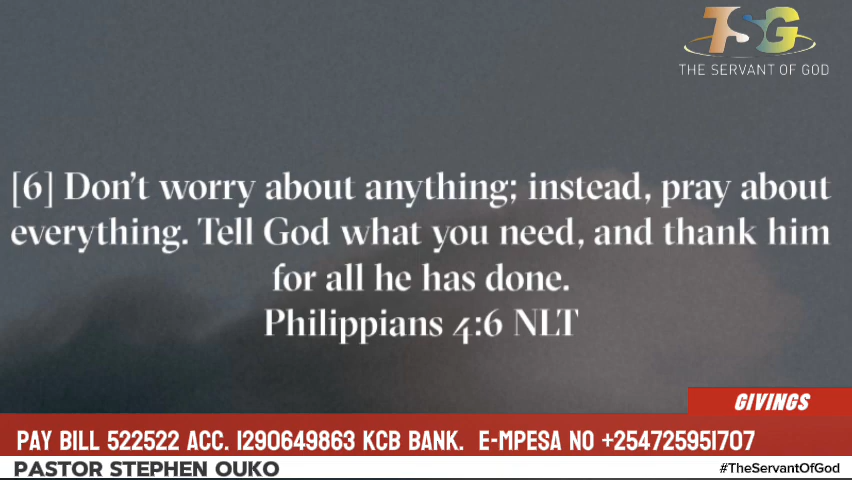 TSG
THE SERVANT OF GOD
[6] Don't worry about anything; instead, pray about
everything. Tell God what you need, and thank him
for all he has done.
Philippians 4:6 NLT
GIVINGS
PAY BILL 522522 ACC. 1290649863 KCB BANK. E-MPESA NO +254725951707
PASTOR STEPHEN OUKO
#TheServantOfGod